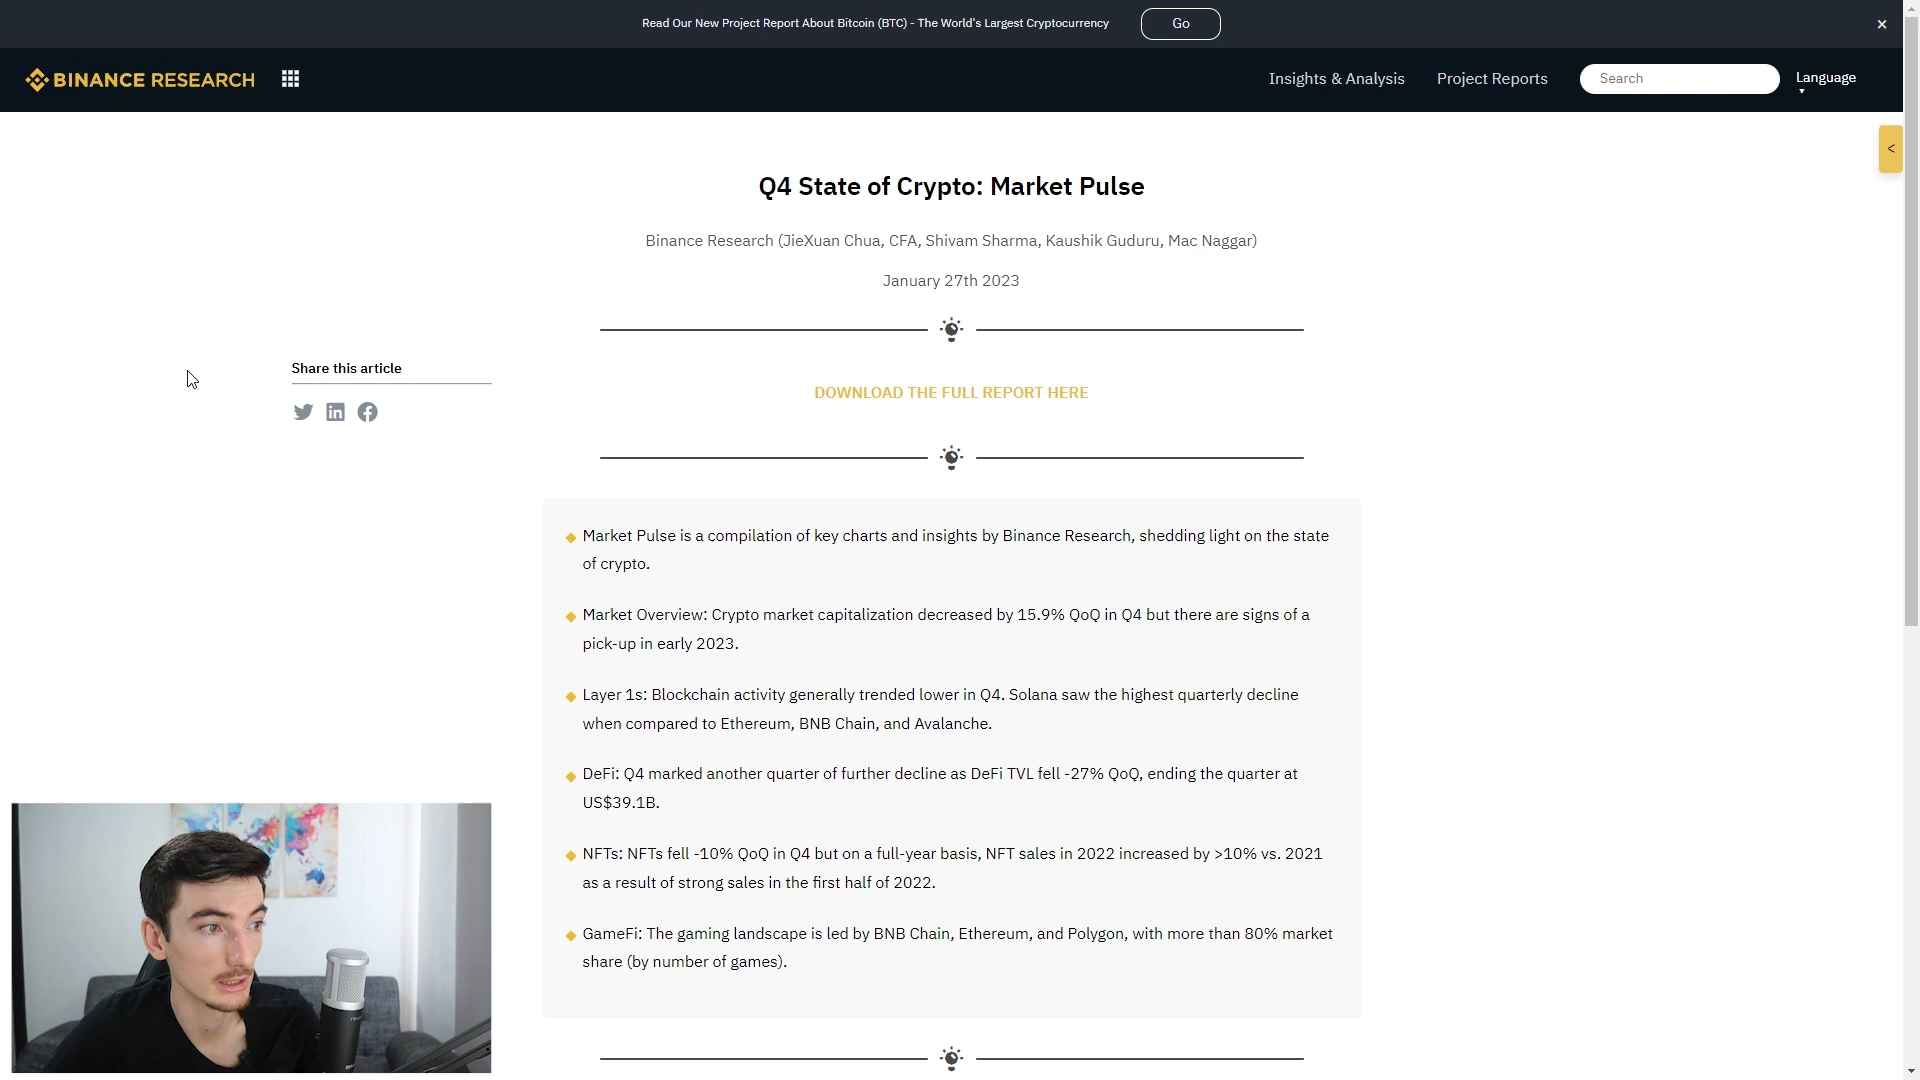 Read Our New Project Report About Bitcoin (BTC) - The World's Largest Cryptocurrency
Go
×
BINANCE RESEARCH
Insights & Analysis
Project Reports
Search
Language
<
Q4 State of Crypto: Market Pulse
Binance Research (JieXuan Chua, CFA, Shivam Sharma, Kaushik Guduru, Mac Naggar)
January 27th 2023
Share this article
DOWNLOAD THE FULL REPORT HERE
Market Pulse is a compilation of key charts and insights by Binance Research, shedding light on the state
of crypto.
Market Overview: Crypto market capitalization decreased by 15.9% QoQ in Q4 but there are signs of a
pick-up in early 2023.
Layer 1s: Blockchain activity generally trended lower in Q4. Solana saw the highest quarterly decline
when compared to Ethereum, BNB Chain, and Avalanche.
DeFi: Q4 marked another quarter of further decline as DeFi TVL fell -27% QoQ, ending the quarter at
US$39.1B.
NFTs: NFTs fell -10% QoQ in Q4 but on a full-year basis, NFT sales in 2022 increased by >10% vs. 2021
as a result of strong sales in the first half of 2022.
GameFi: The gaming landscape is led by BNB Chain, Ethereum, and Polygon, with more than 80% market
share (by number of games).